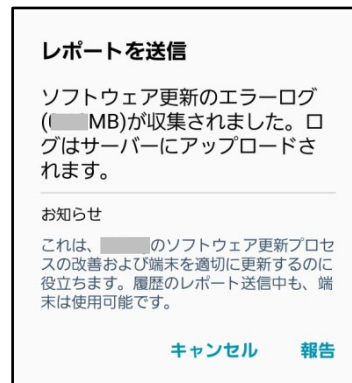 レポートを送信
ソフトウェア更新のエラーログ
(MB)が収集されました。ロ
グはサーバーにアップロードさ
れます。
お知らせ
これは、のソフトウェア更新プロセ
スの改善および端末を適切に更新するのに
役立ちます。履歴のレポート送信中も、端
末は使用可能です。
キャンセル 報告